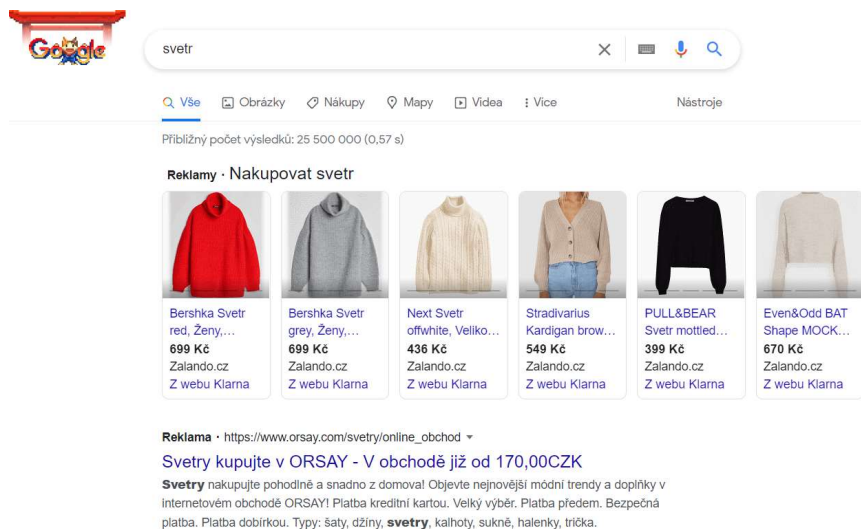 Google
svetr
Vše Obrázky Nákupy Mapy Videa Více Nástroje
Přibližný počet výsledků: 25 500 000 (0,57 s)
Reklamy · Nakupovat svetr
Bershka Svetr
red, Ženy,...
699 Kč
Zalando.cz
Z webu Klarna
Bershka Svetr
grey, Ženy,...
699 Kč
Zalando.cz
Z webu Klarna
Next Svetr
offwhite, Veliko...
436 Kč
Zalando.cz
Z webu Klarna
Stradivarius
Kardigan brow...
549 Kč
Zalando.cz
Z webu Klarna
PULL&BEAR
Svetr mottled...
399 Kč
Zalando.cz
Z webu Klarna
Even&Odd BAT
Shape MOCK...
670 Kč
Zalando.cz
Z webu Klarna
Reklama · https://www.orsay.com/svetry/online_obchod
Svetry kupujte v ORSAY - V obchodě již od 170,00CZK
Svetry nakupujte pohodlně a snadno z domova! Objevte nejnovější módní trendy a doplňky v
internetovém obchodě ORSAY! Platba kreditní kartou. Velký výběr. Platba předem. Bezpečná
platba. Platba dobírkou. Typy: šaty, džíny, svetry, kalhoty, sukně, halenky, trička.